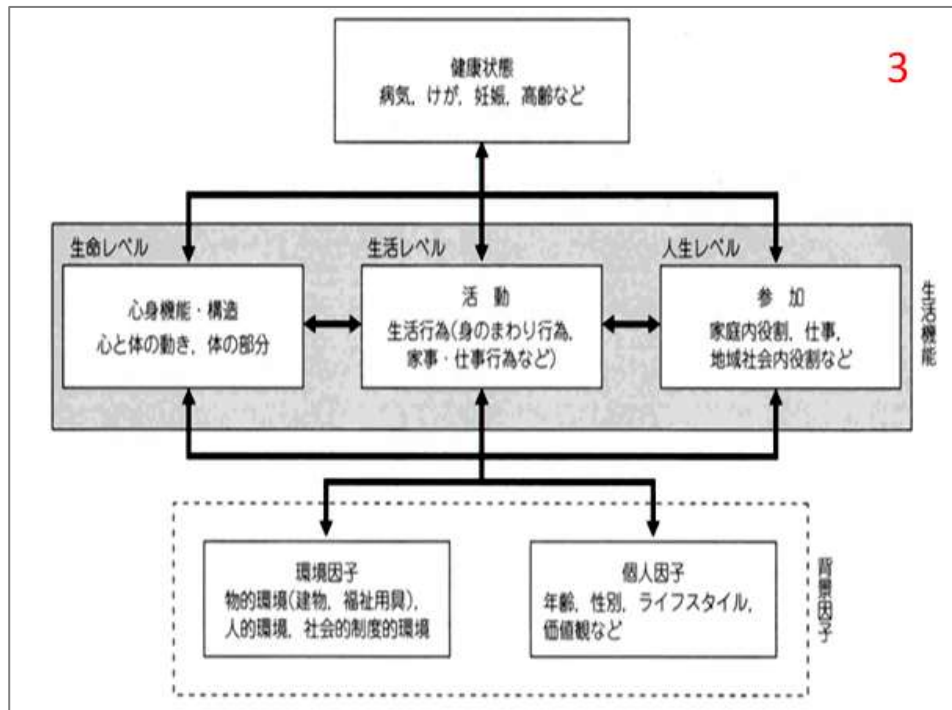 3
健康状態
病気，けが，妊娠，高齢など
生命レベル
生活レベル
人生レベル
心身機能・構造
心と体の動き，体の部分
活　動
生活行為（身のまわり行為，
家事・仕事行為など）
参　加
家庭内役割，仕事，
地域社会内役割など
生活機能
環境因子
物的環境（建物，福祉用具），
人的環境，社会的制度的環境
個人因子
年齢，性別，ライフスタイル，
価値観など
背景因子